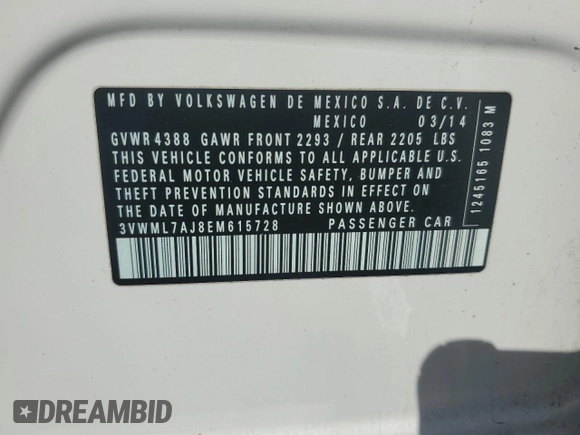 MFD BY VOLKSWAGEN DE MEXICO S.A. DE C.V.
MEXICO 03/14
GVWR 4388 GAWR FRONT 2293 / REAR 2205 LBS
THIS VEHICLE CONFORMS TO ALL APPLICABLE U.S.
FEDERAL MOTOR VEHICLE SAFETY, BUMPER AND
THEFT PREVENTION STANDARDS IN EFFECT ON
THE DATE OF MANUFACTURE SHOWN ABOVE.
3VWML7AJ8EM615728 PASSENGER CAR
1245165 1083 M
DREAMBID